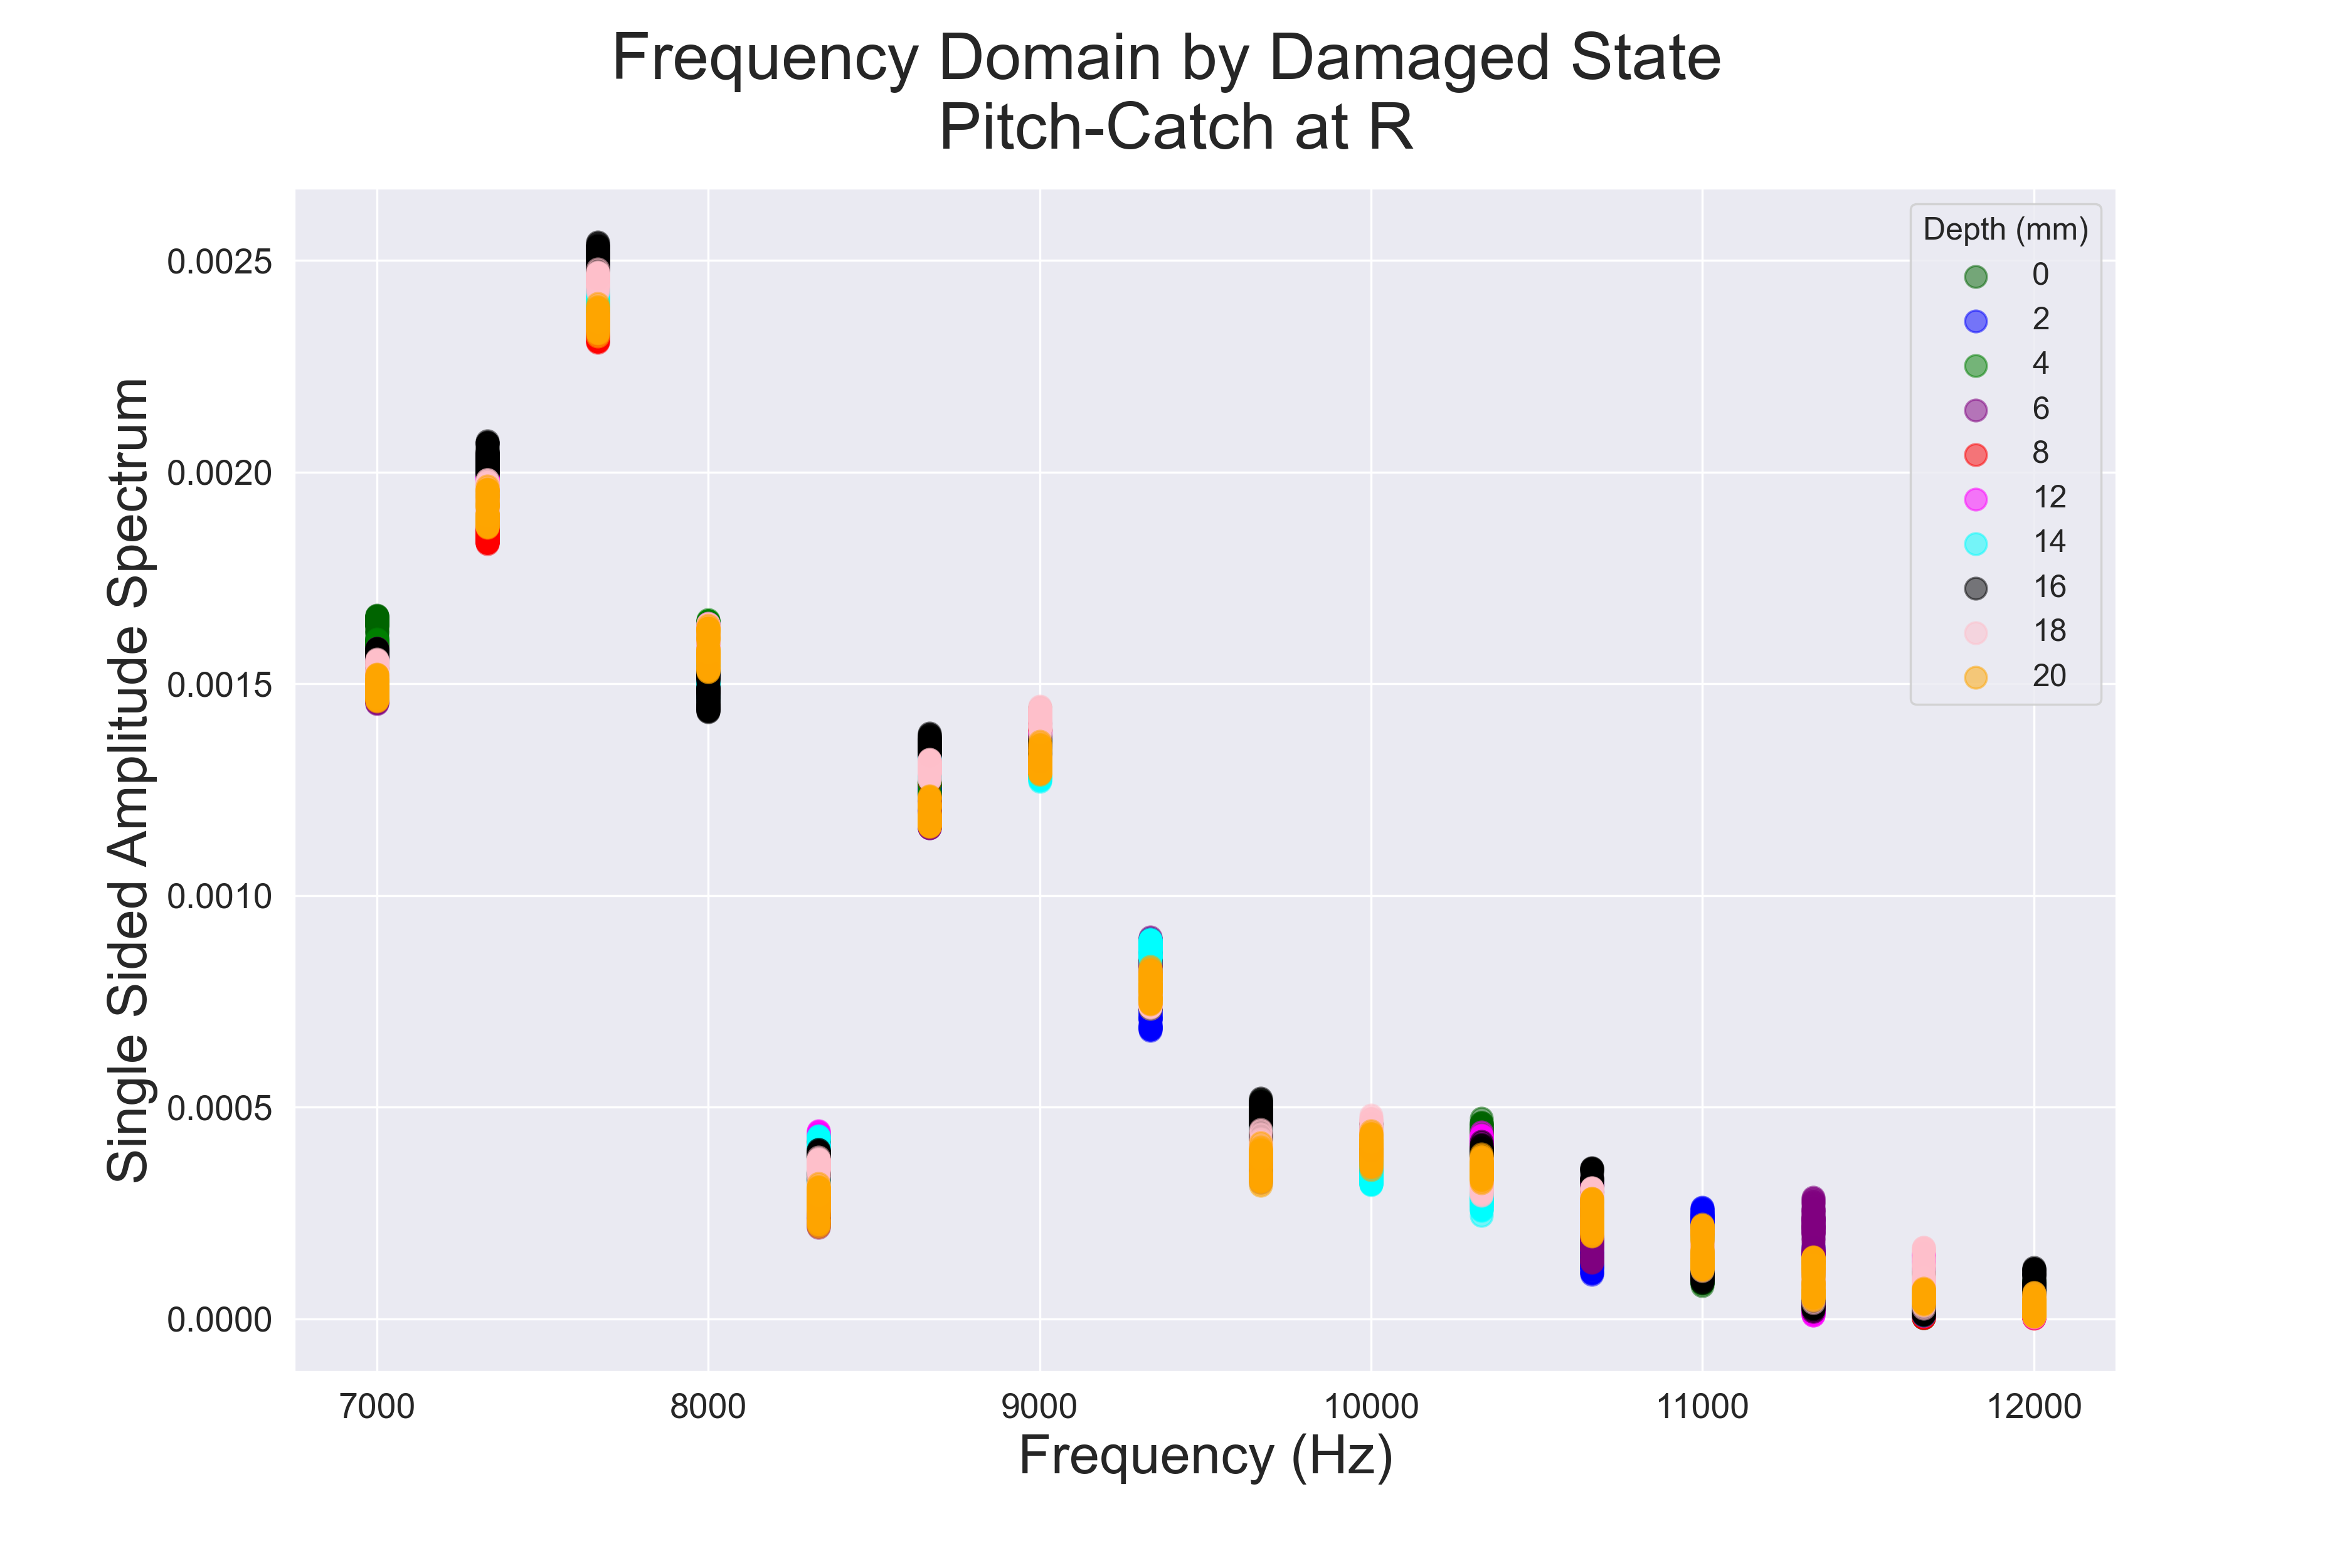 Frequency Domain by Damaged State
Pitch-Catch at R
Single Sided Amplitude Spectrum
0.0025
0.0020
0.0015
0.0010
0.0005
0.0000
Depth (mm)
0
2
4
6
8
12
14
16
18
20
7000 8000 9000 10000 11000 12000
Frequency (Hz)